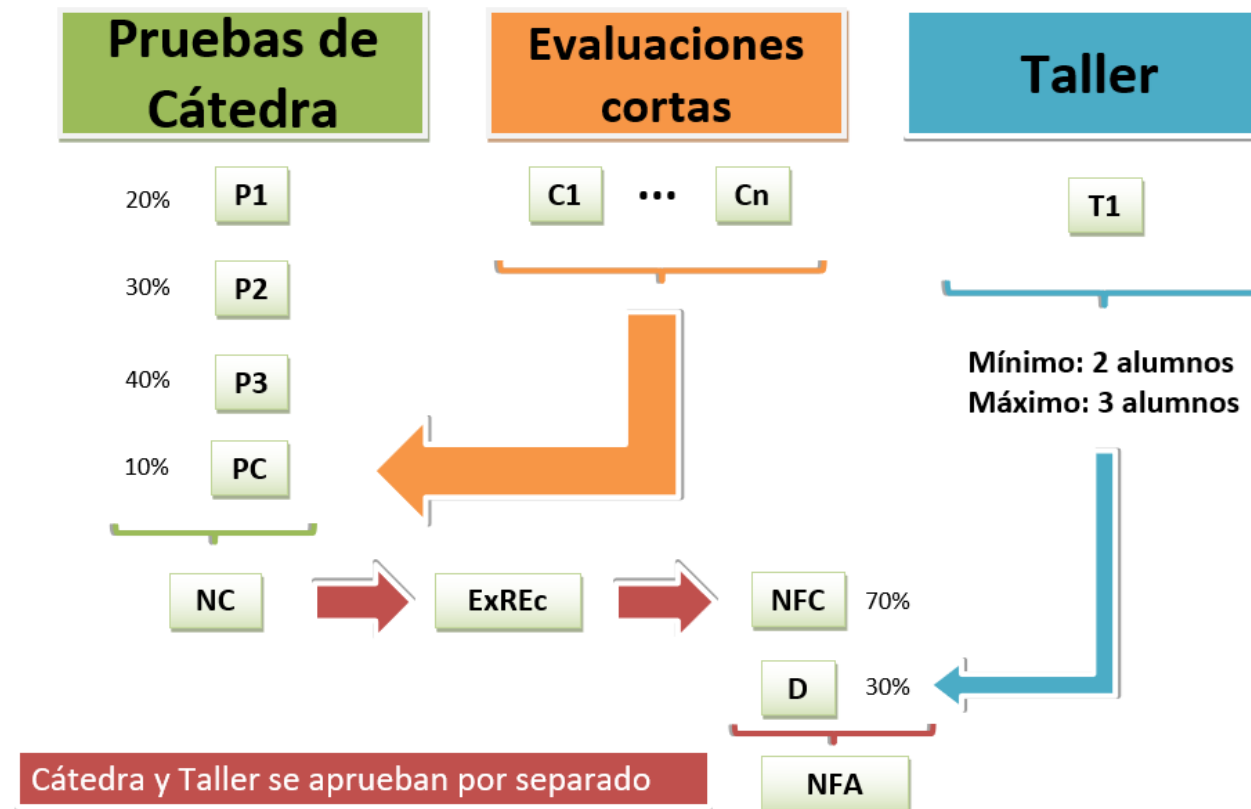 Pruebas de
Cátedra
Evaluaciones
cortas
Taller
20%
P1
C1
...
Cn
T1
30%
P2
40%
P3
Mínimo: 2 alumnos
Máximo: 3 alumnos
10%
PC
NC
ExREc
NFC
70%
D
30%
Cátedra y Taller se aprueban por separado
NFA